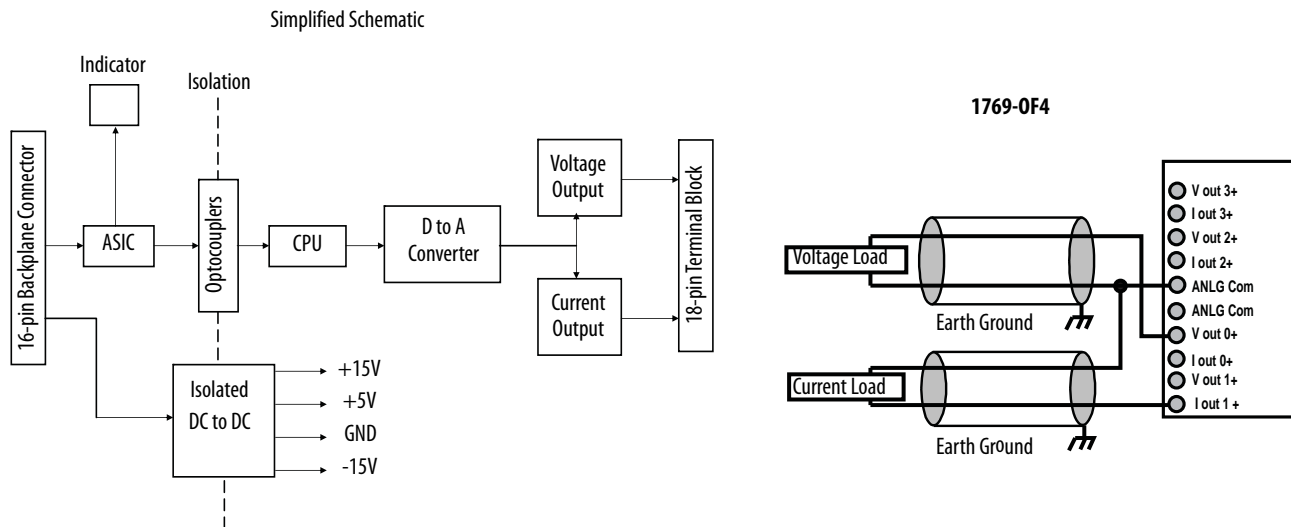 Simplified Schematic
Indicator
Isolation
16-pin Backplane Connector
ASIC
Optocouplers
CPU
D to A
Converter
Voltage
Output
Current
Output
18-pin Terminal Block
Isolated
DC to DC
+15V
+5V
GND
-15V
1769-OF4
Voltage Load
Earth Ground
Current Load
Earth Ground
V out 3+
I out 3+
V out 2+
I out 2+
ANLG Com
ANLG Com
V out 0+
I out 0+
V out 1+
I out 1 +